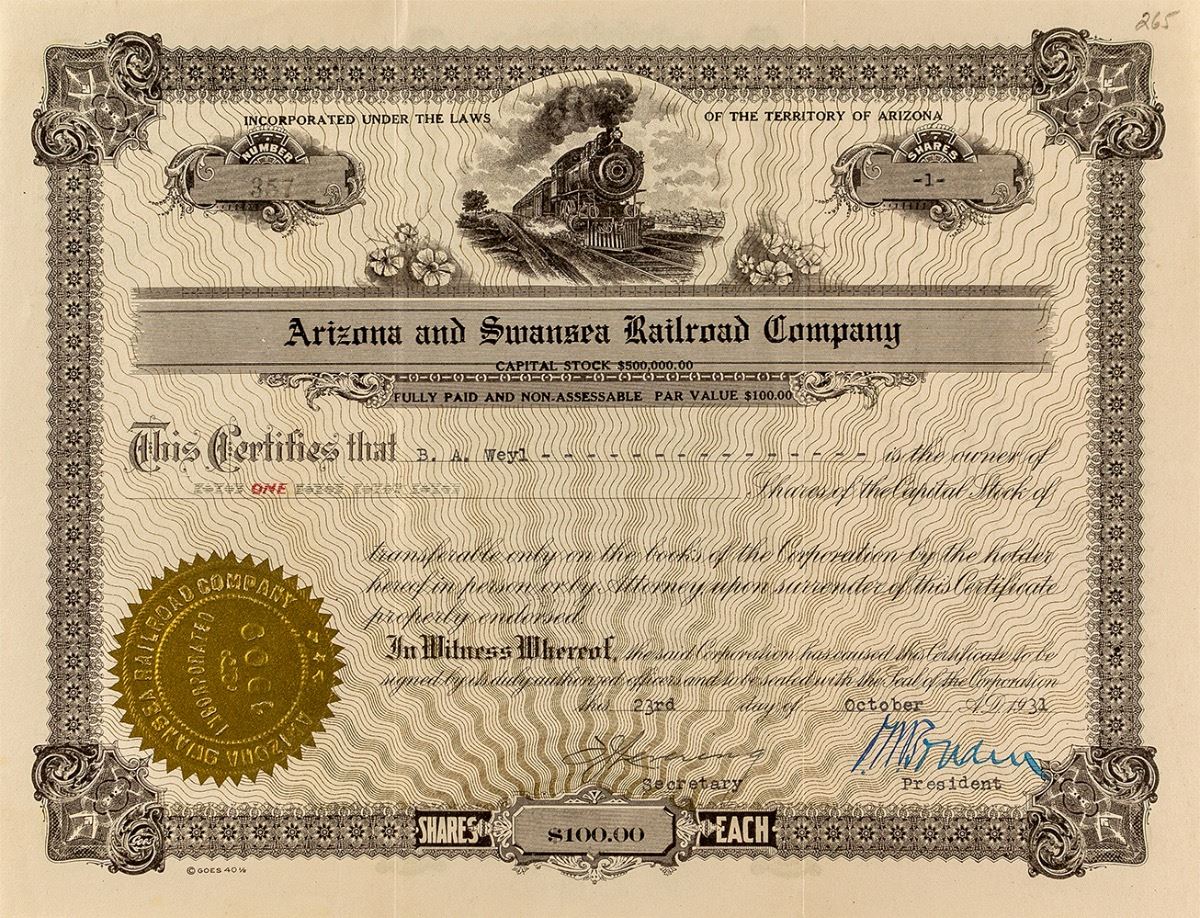 265
INCORPORATED UNDER THE LAWS OF THE TERRITORY OF ARIZONA
NUMBER
357
SHARES
-1-
Arizona and Swansea Railroad Company
CAPITAL STOCK $500,000.00
FULLY PAID AND NON-ASSESSABLE PAR VALUE $100.00
This Certifies that B. A. Weyl - - - - - - - - - - - - - - - is the owner of
ONE Shares of the Capital Stock of
transferable only on the books of the Corporation by the holder
hereof in person or by Attorney upon surrender of this Certificate
properly endorsed.
In Witness Whereof, the said Corporation has caused this Certificate to be
signed by its duly authorized officers and to be sealed with the Seal of the Corporation
this 23rd day of October A.D. 1931
Secretary
President
ARIZONA SWANSEA RAILROAD COMPANY
INCORPORATED
SHARES $100.00 EACH
© GOES 40 ½